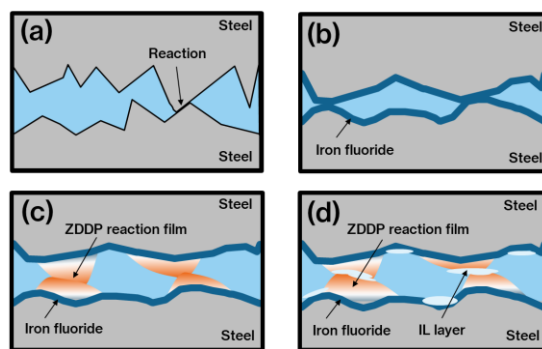 (a)
Steel
Reaction
Steel
(b)
Steel
Iron fluoride
Steel
(c)
Steel
ZDDP reaction film
Iron fluoride
Steel
(d)
Steel
ZDDP reaction film
Iron fluoride
IL layer
Steel